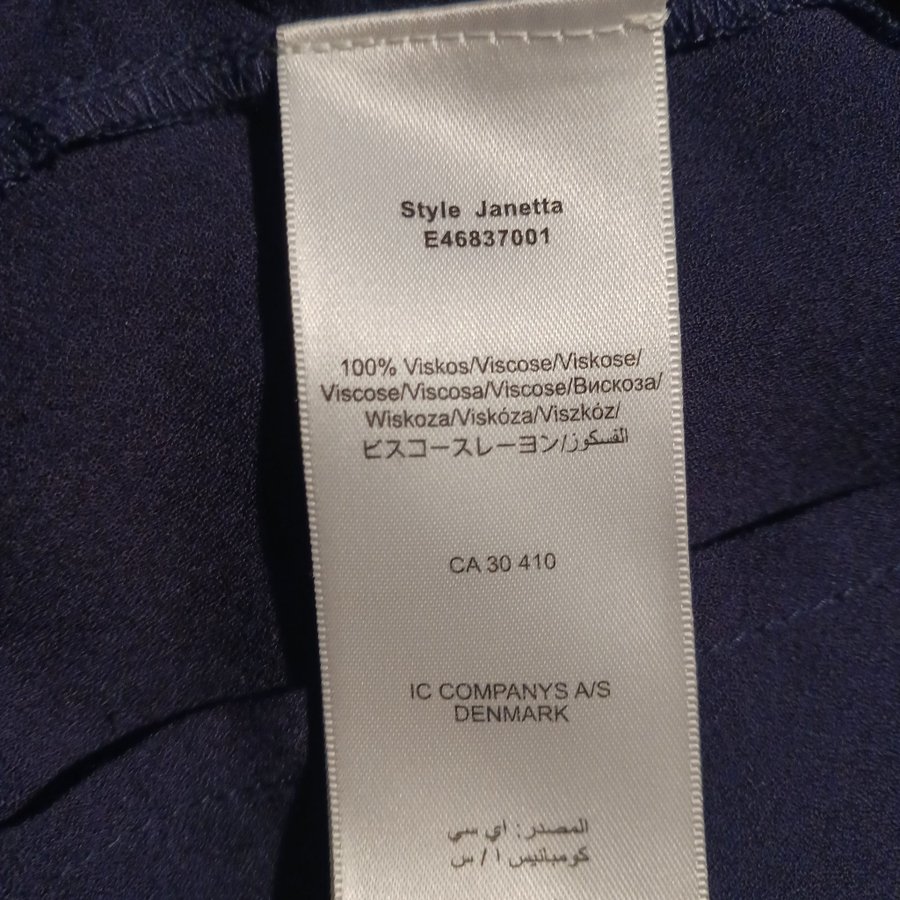 Style Janetta
E46837001
100% Viskos/Viscose/Viskose/
Viscose/Viscosa/Viscose/Вискоза/
Wiskoza/Viskóza/Viszkóz/
ビスコースレーヨン/الفسكوز
CA 30 410
IC COMPANYS A/S
DENMARK
المصدر: اي سي
كومبانيس ا / س